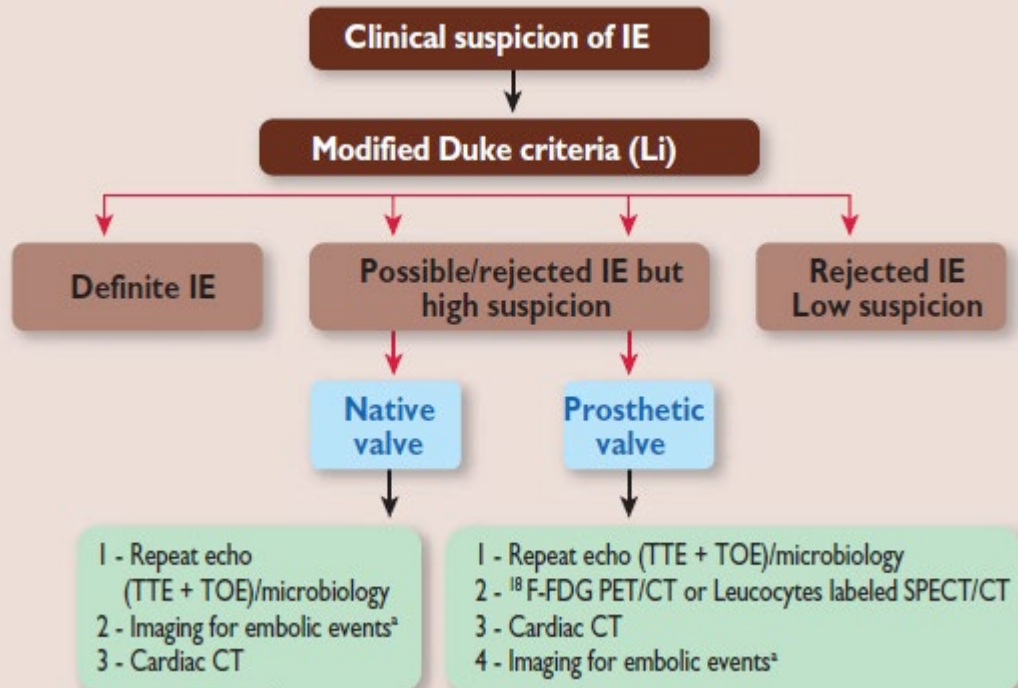 Clinical suspicion of IE
Modified Duke criteria (Li)
Definite IE
Possible/rejected IE but
high suspicion
Rejected IE
Low suspicion
Native
valve
Prosthetic
valve
1 - Repeat echo
(TTE + TOE)/microbiology
2 - Imaging for embolic eventsᵃ
3 - Cardiac CT
1 - Repeat echo (TTE + TOE)/microbiology
2 - ¹⁸F-FDG PET/CT or Leucocytes labeled SPECT/CT
3 - Cardiac CT
4 - Imaging for embolic eventsᵃ